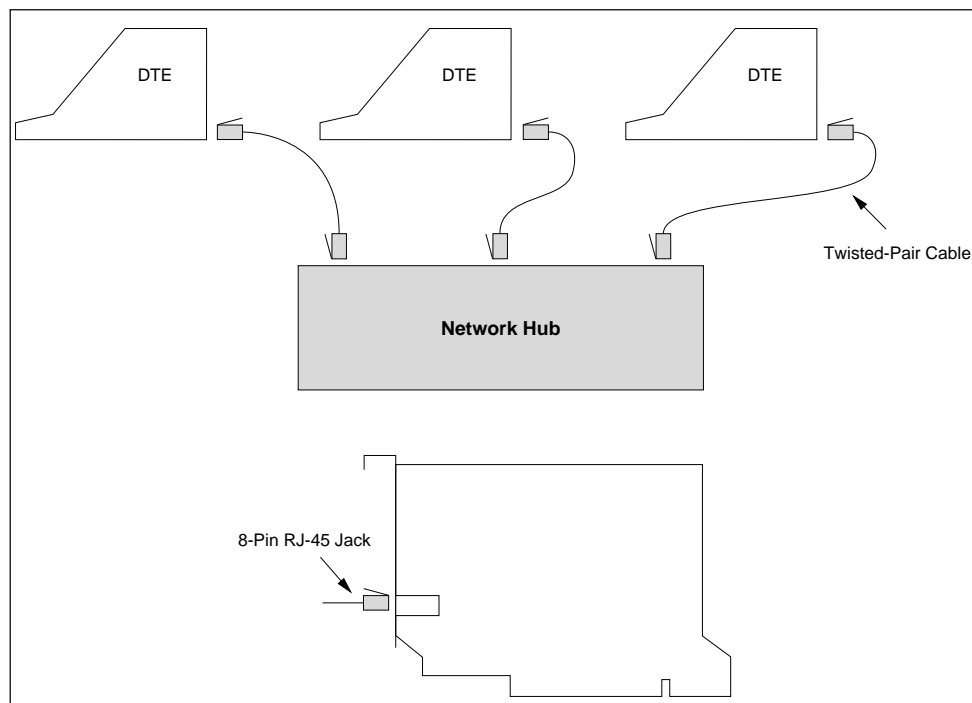 DTE
DTE
DTE
Twisted-Pair Cable
Network Hub
8-Pin RJ-45 Jack